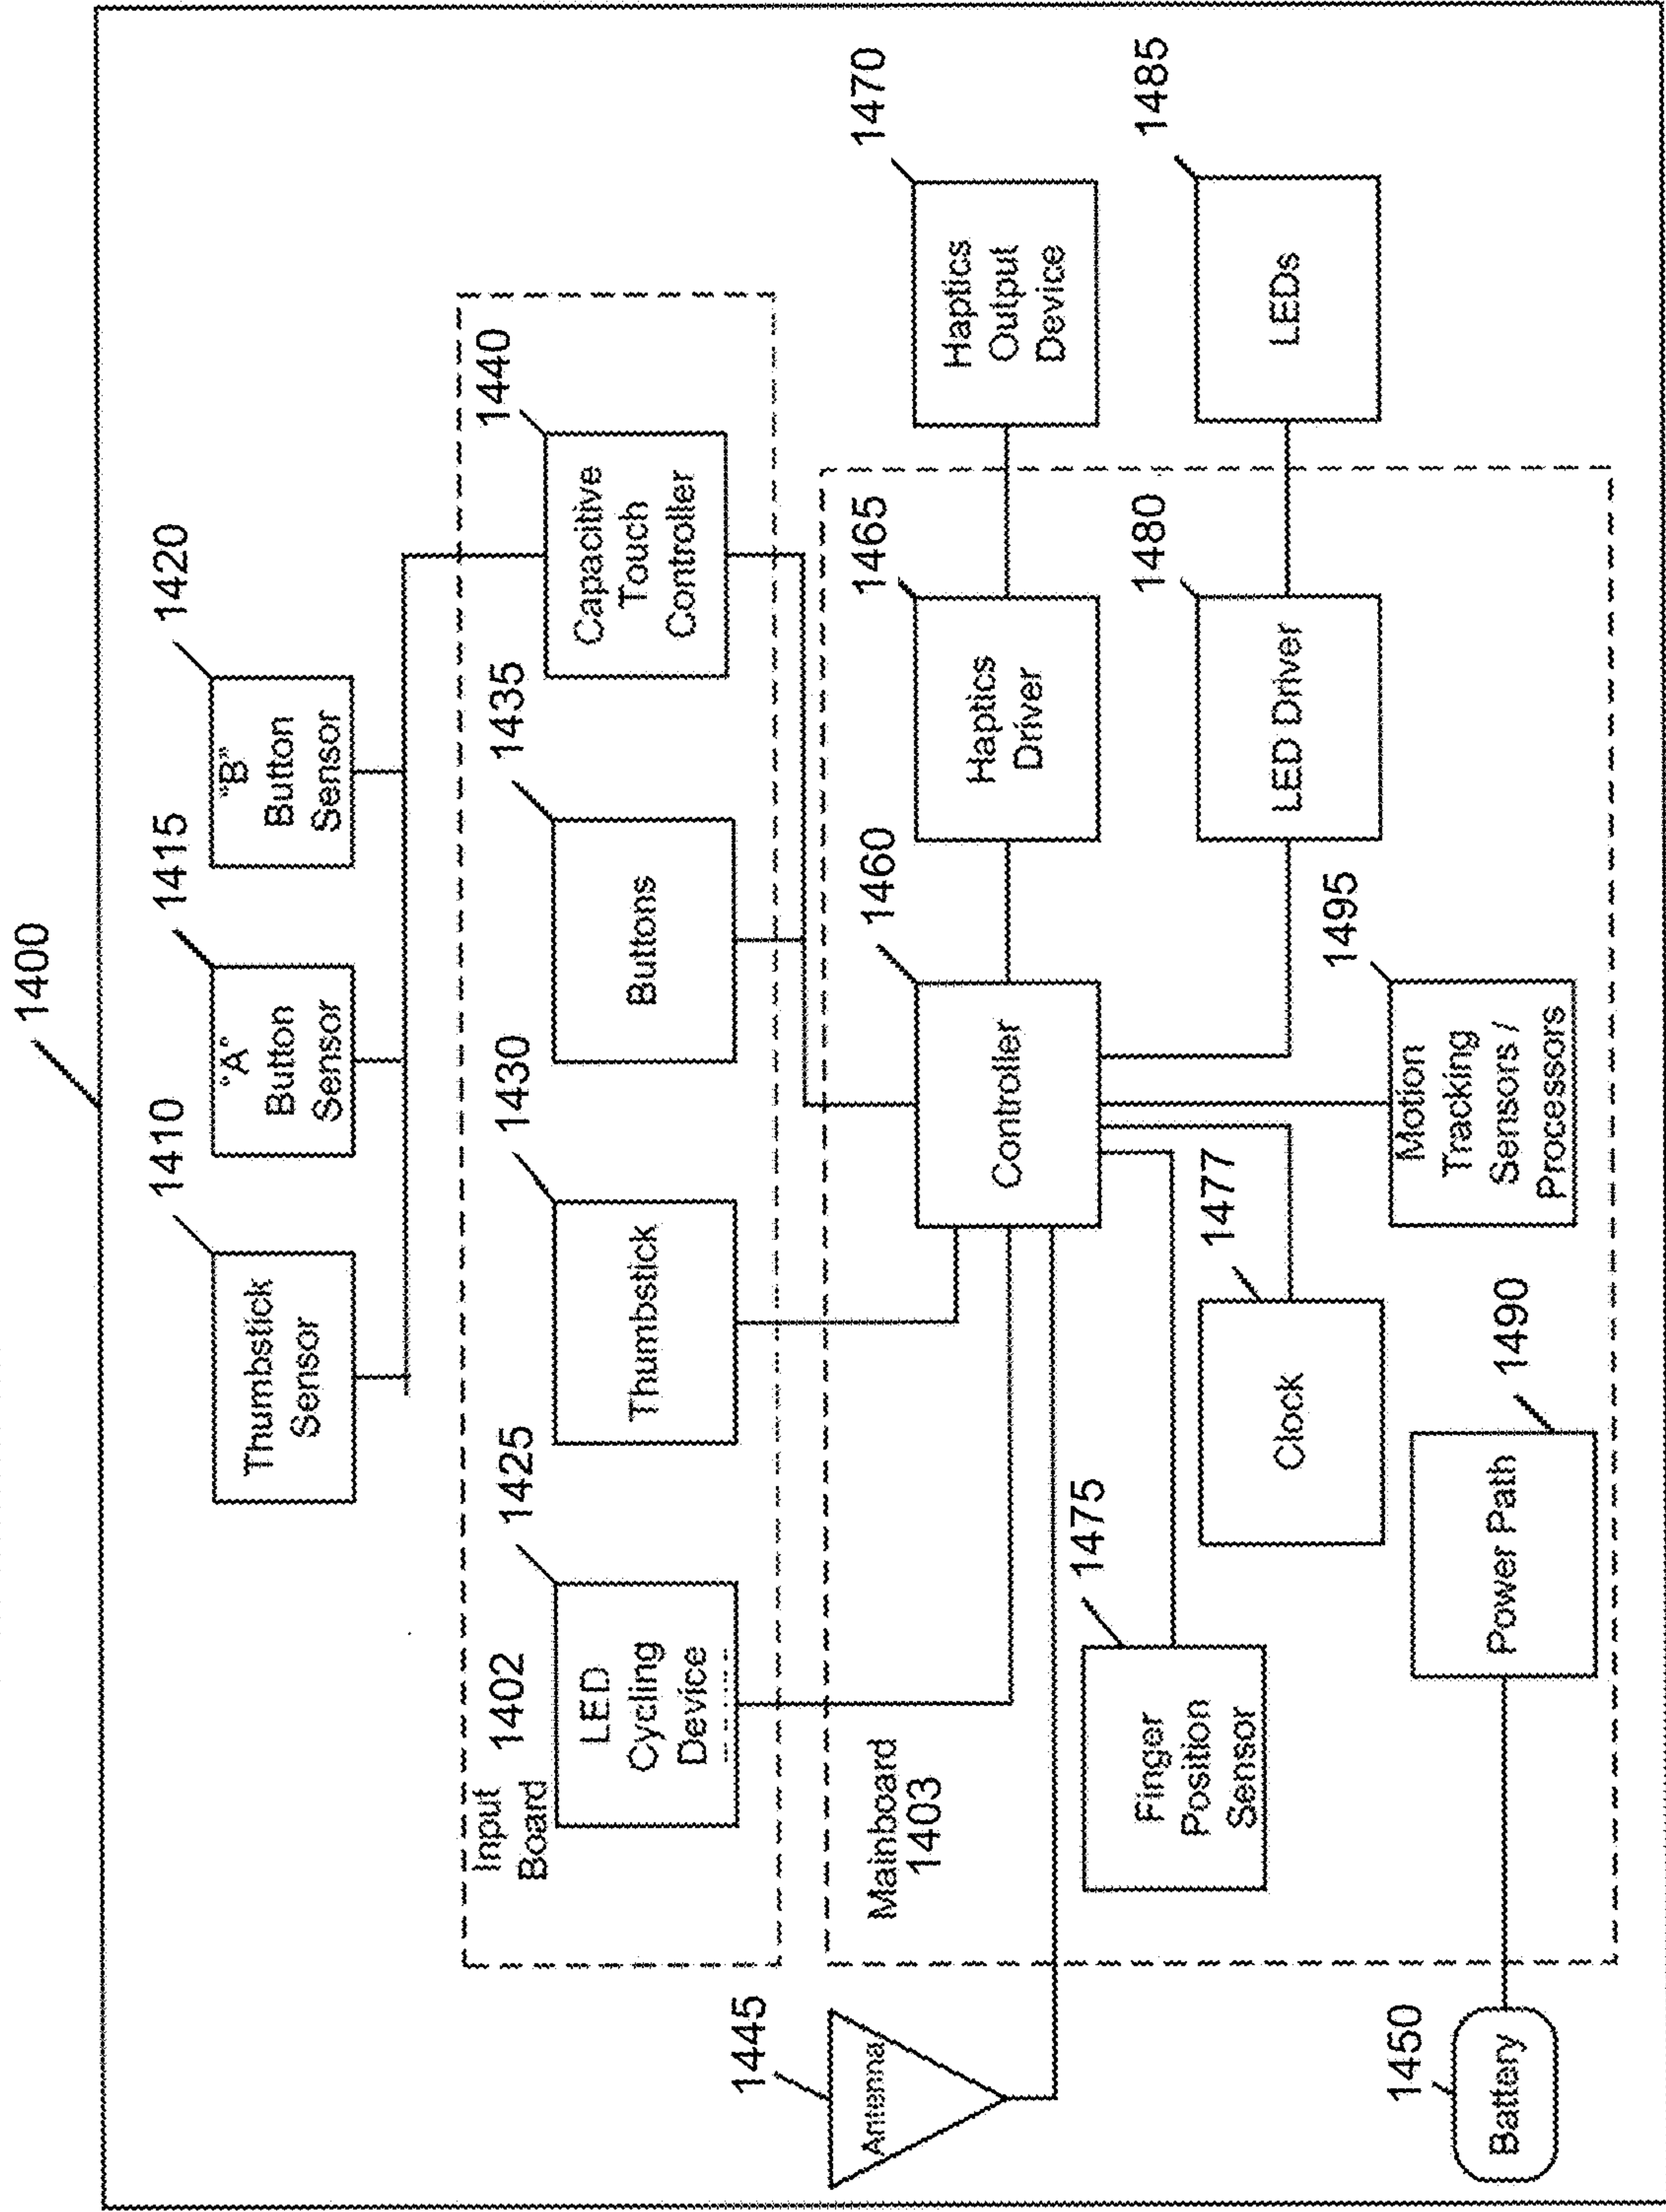 1400
1410
1415
1420
Thumbstick
Sensor
"A"
Button
Sensor
"B"
Button
Sensor
Input
Board
1402
1425
1430
1435
1440
LED
Cycling
Device
Thumbstick
Buttons
Capacitive
Touch
Controller
1445
Antenna
Mainboard
1403
1460
1465
1470
Controller
Haptics
Driver
Haptics
Output
Device
1475
Finger
Position
Sensor
1477
Clock
1480
LED Driver
1485
LEDs
1495
Motion
Tracking
Sensors /
Processors
1450
Battery
1490
Power Path